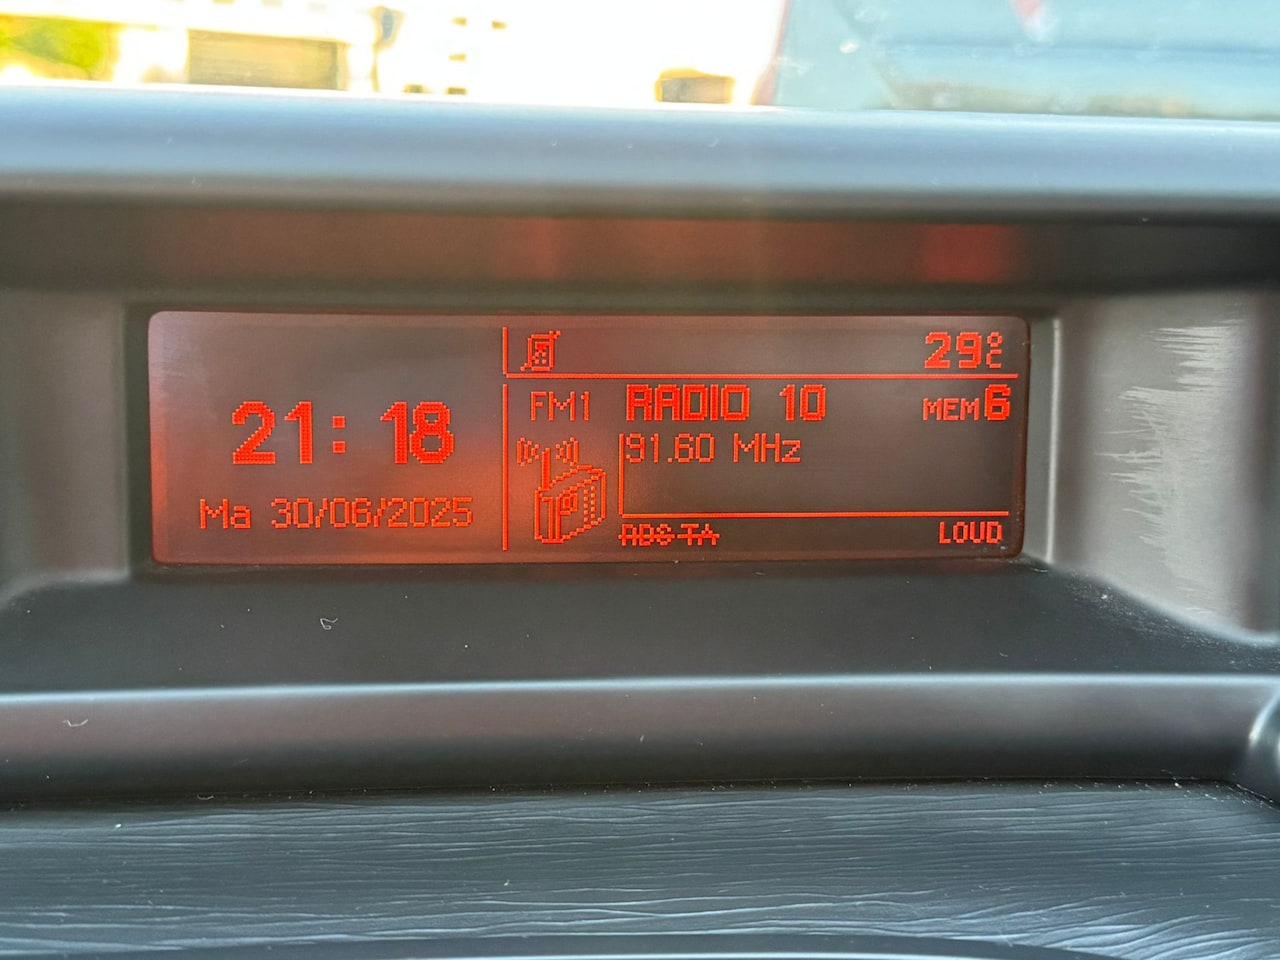 29°C
21:18
Ma 30/06/2025
FM1 RADIO 10 MEM 6
91.60 MHz
RDS TA LOUD